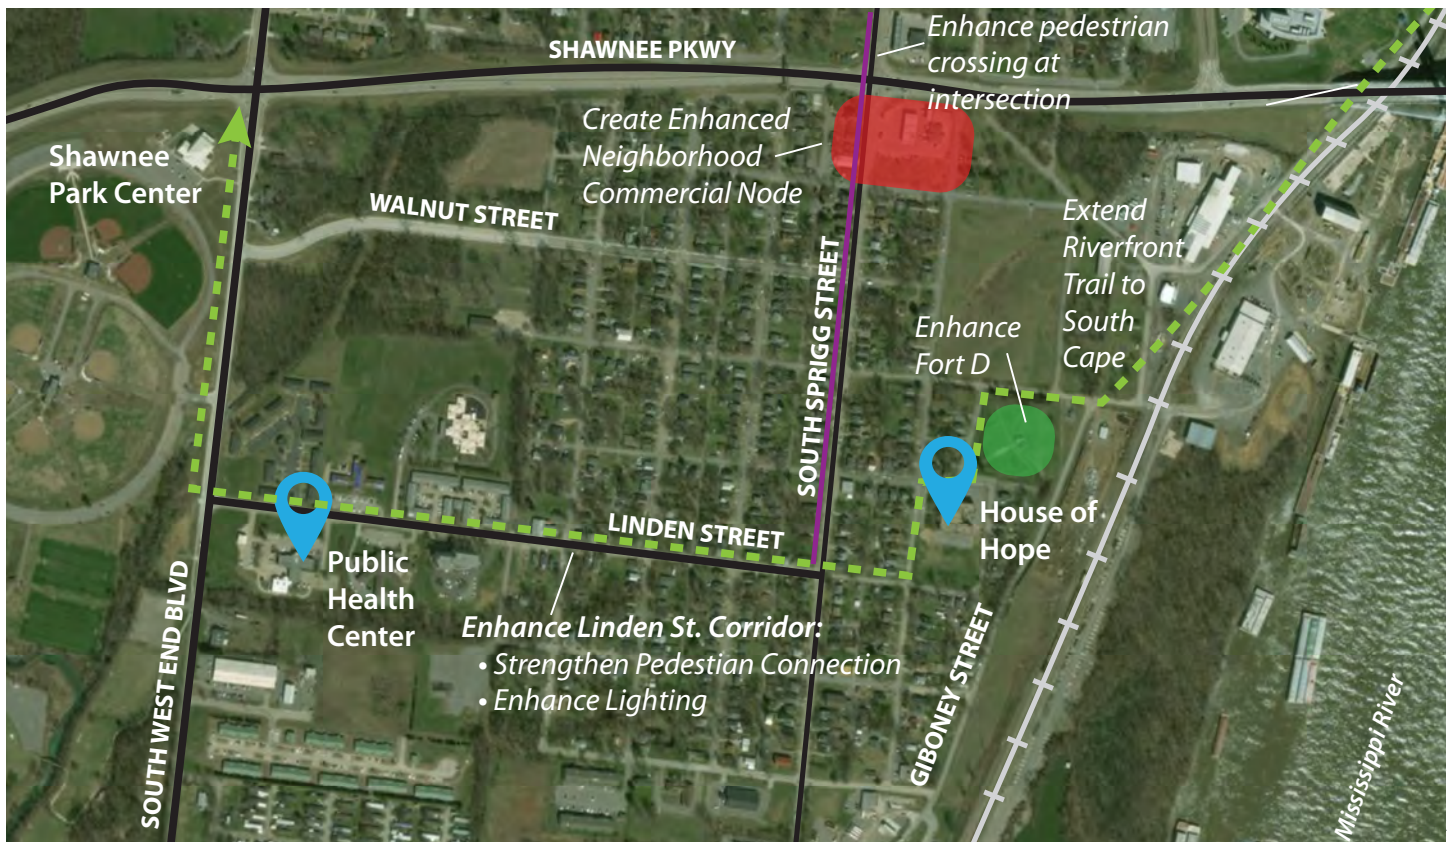 SHAWNEE PKWY
Enhance pedestrian
crossing at
intersection
Create Enhanced
Neighborhood
Commercial Node
Shawnee
Park Center
WALNUT STREET
Extend
Riverfront
Trail to
South
Cape
SOUTH SPRIGG STREET
Enhance
Fort D
House of
Hope
LINDEN STREET
Public
Health
Center
SOUTH WEST END BLVD
Enhance Linden St. Corridor:
• Strengthen Pedestian Connection
• Enhance Lighting
GIBONEY STREET
Mississippi River